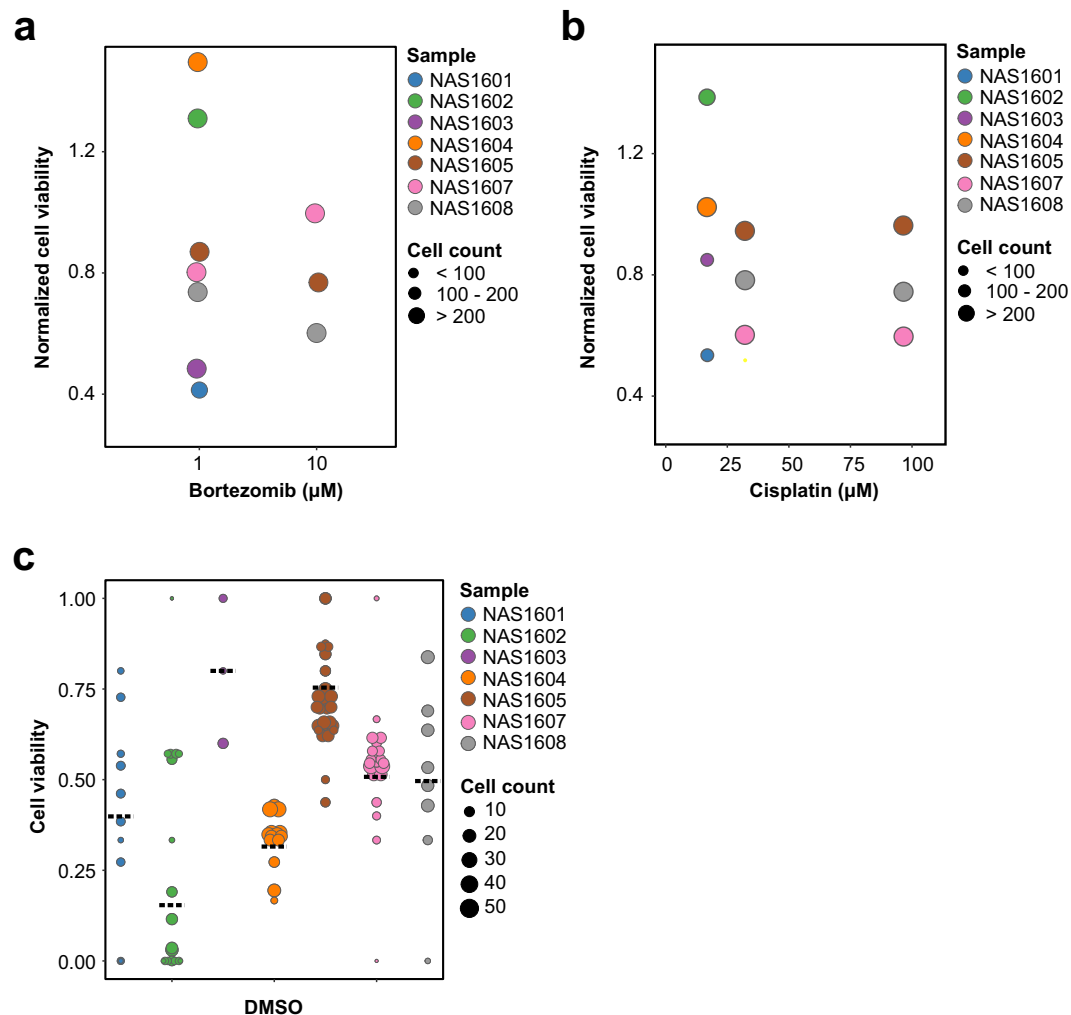 a
Normalized cell viability
1.2
0.8
0.4
1
10
Bortezomib (µM)
Sample
NAS1601
NAS1602
NAS1603
NAS1604
NAS1605
NAS1607
NAS1608
Cell count
< 100
100 - 200
> 200
b
Normalized cell viability
1.2
0.8
0.4
0
25
50
75
100
Cisplatin (µM)
Sample
NAS1601
NAS1602
NAS1603
NAS1604
NAS1605
NAS1607
NAS1608
Cell count
< 100
100 - 200
> 200
c
Cell viability
1.00
0.75
0.50
0.25
0.00
DMSO
Sample
NAS1601
NAS1602
NAS1603
NAS1604
NAS1605
NAS1607
NAS1608
Cell count
10
20
30
40
50